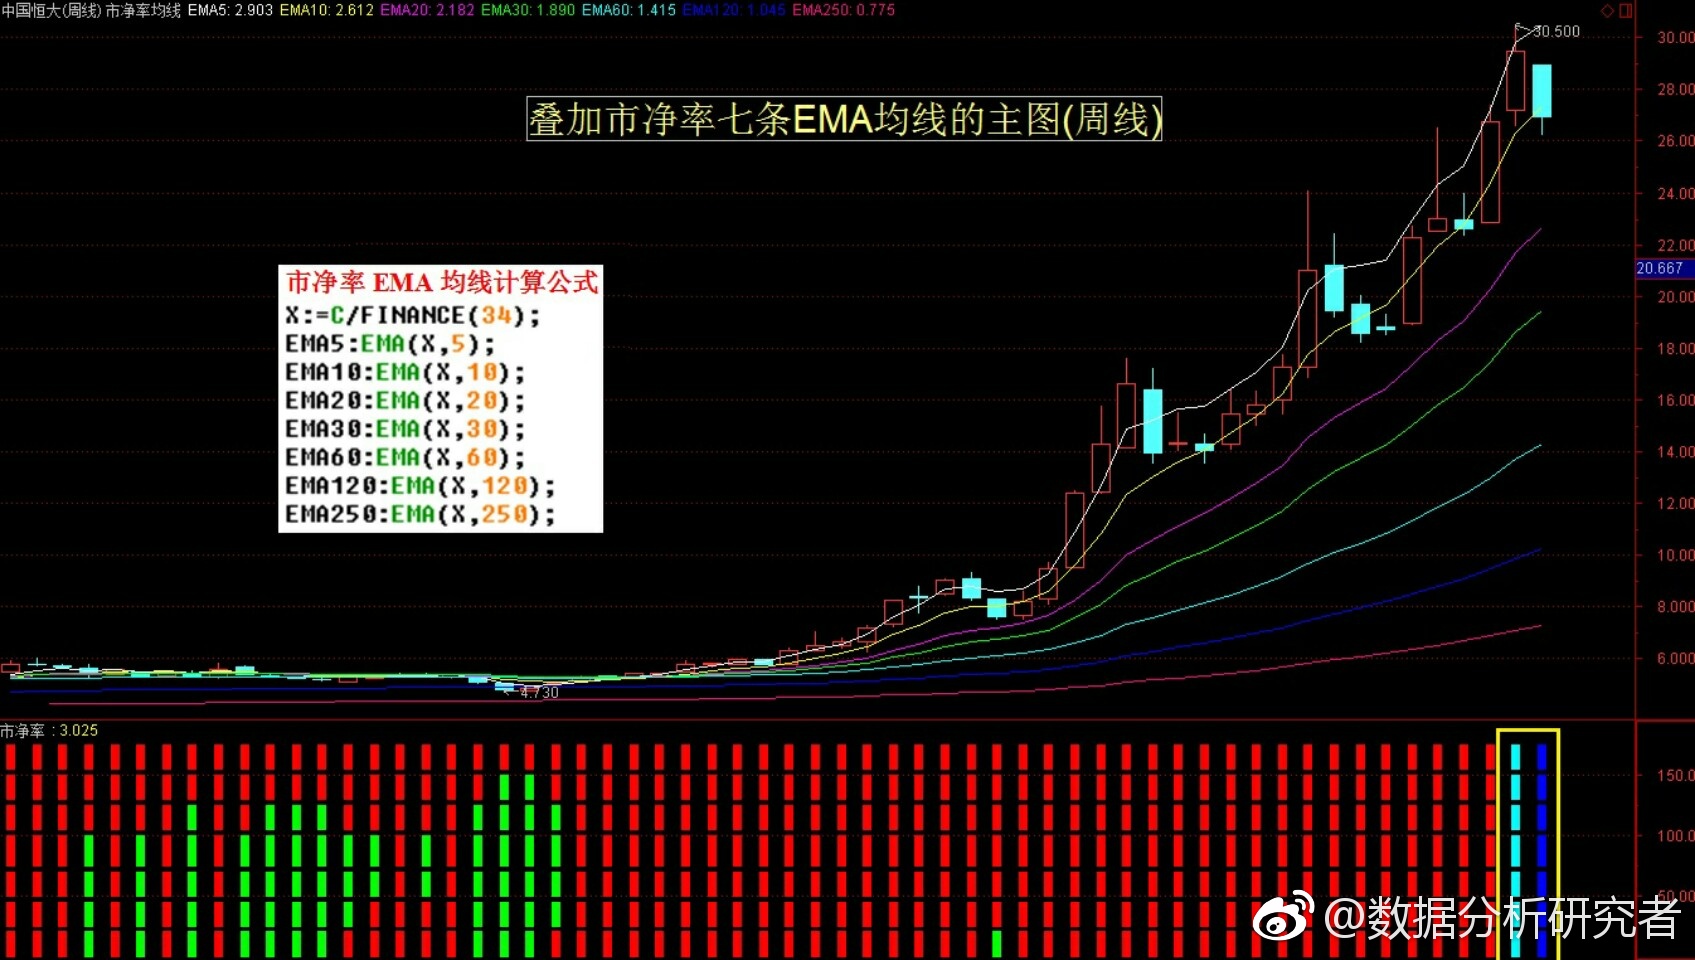 中国恒大(周线) 市净率均线 EMA5: 2.903 EMA10: 2.612 EMA20: 2.182 EMA30: 1.890 EMA60: 1.415 EMA120: 1.045 EMA250: 0.775
30.500
30.00
叠加市净率七条EMA均线的主图(周线)
28.00
26.00
24.00
22.00
20.667
市净率 EMA 均线计算公式
X:=C/FINANCE(34);
EMA5:EMA(X,5);
EMA10:EMA(X,10);
EMA20:EMA(X,20);
EMA30:EMA(X,30);
EMA60:EMA(X,60);
EMA120:EMA(X,120);
EMA250:EMA(X,250);
20.00
18.00
16.00
14.00
12.00
10.00
8.000
6.000
4.730
市净率 : 3.025
150.0
100.0
50.00
@数据分析研究者